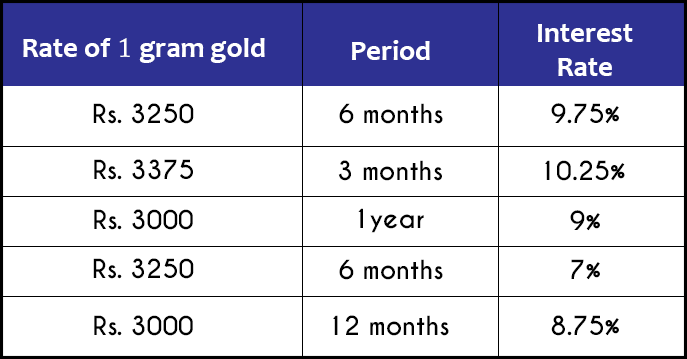 Rate of 1 gram gold Period Interest Rate
Rs. 3250 6 months 9.75%
Rs. 3375 3 months 10.25%
Rs. 3000 1year 9%
Rs. 3250 6 months 7%
Rs. 3000 12 months 8.75%